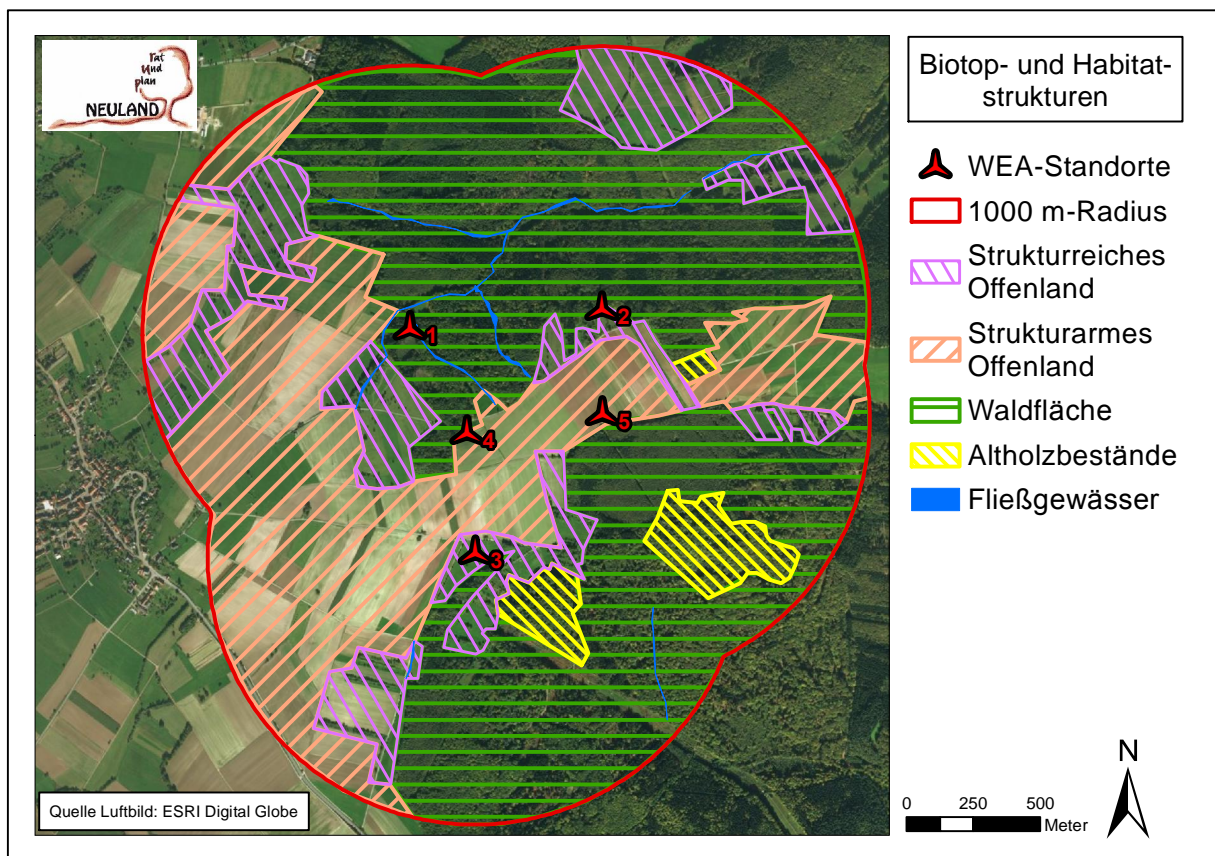 rat
und
plan
NEULAND
Biotop- und Habitat-
strukturen
WEA-Standorte
1000 m-Radius
Strukturreiches
Offenland
Strukturarmes
Offenland
Waldfläche
Altholzbestände
Fließgewässer
1
2
5
4
3
N
0 250 500
Meter
Quelle Luftbild: ESRI Digital Globe